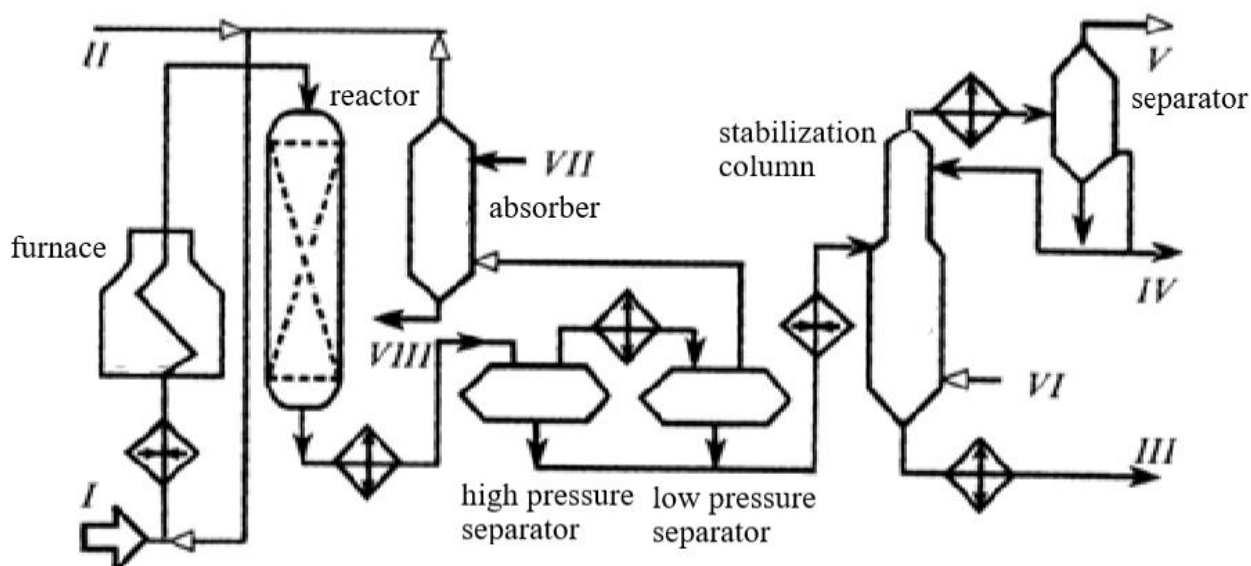 II
V
reactor
separator
stabilization
column
VII
absorber
furnace
IV
VIII
VI
I
III
high pressure
separator
low pressure
separator